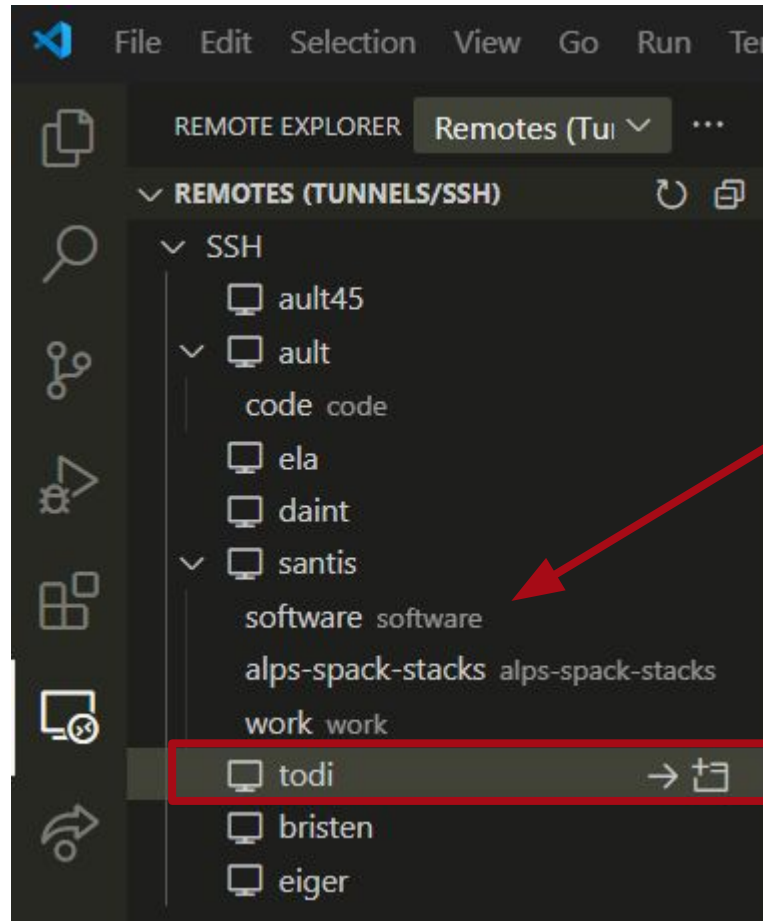 File Edit Selection View Go Run Ter
REMOTE EXPLORER Remotes (Tu
REMOTES (TUNNELS/SSH)
SSH
ault45
ault
code code
ela
daint
santis
software software
alps-spack-stacks alps-spack-stacks
work work
todi
bristen
eiger